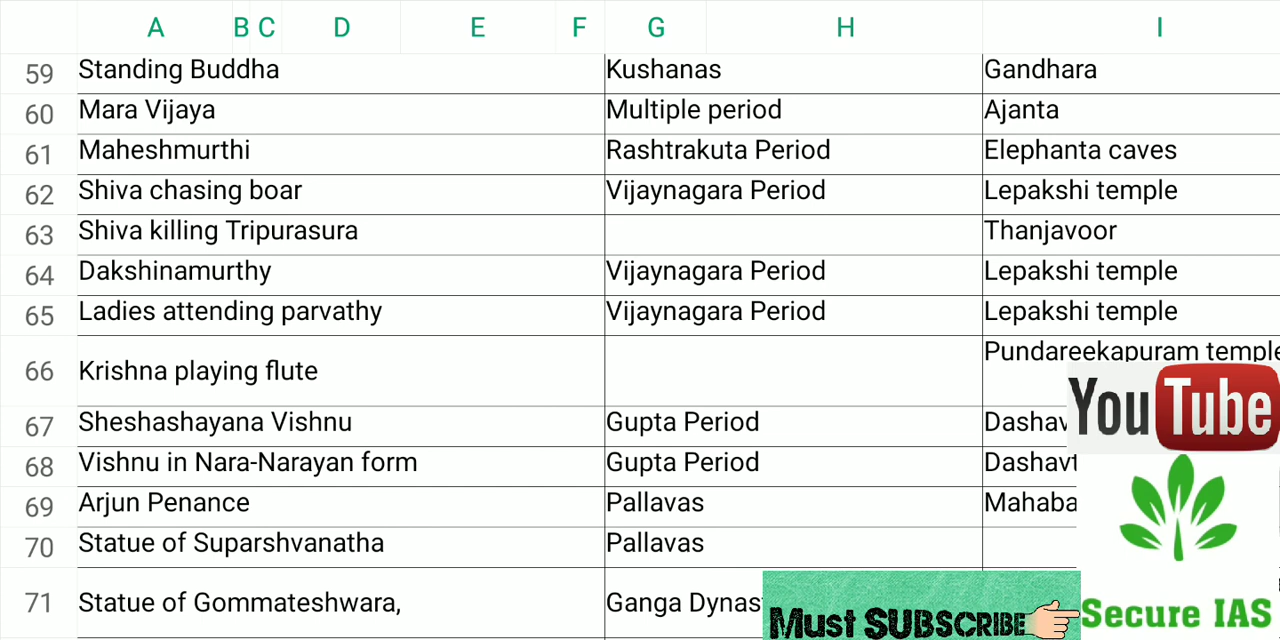 A B C D E F G H I
59 Standing Buddha Kushanas Gandhara
60 Mara Vijaya Multiple period Ajanta
61 Maheshmurthi Rashtrakuta Period Elephanta caves
62 Shiva chasing boar Vijaynagara Period Lepakshi temple
63 Shiva killing Tripurasura Thanjavoor
64 Dakshinamurthy Vijaynagara Period Lepakshi temple
65 Ladies attending parvathy Vijaynagara Period Lepakshi temple
66 Krishna playing flute Pundareekapuram temple
67 Sheshashayana Vishnu Gupta Period
68 Vishnu in Nara-Narayan form Gupta Period
69 Arjun Penance Pallavas
70 Statue of Suparshvanatha Pallavas
71 Statue of Gommateshwara, Ganga
YouTube
Must SUBSCRIBE
Secure IAS